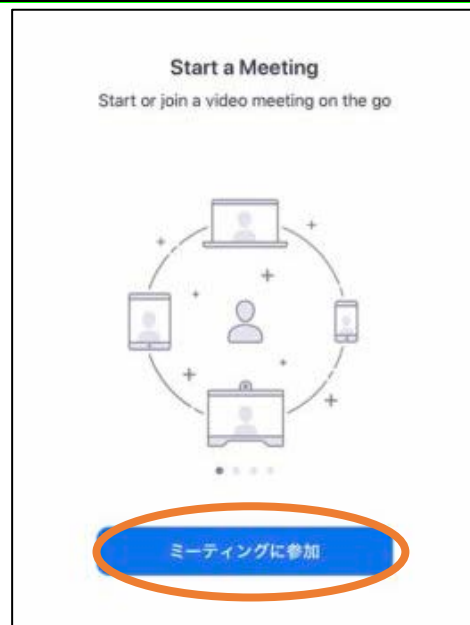 Start a Meeting
Start or join a video meeting on the go
ミーティングに参加